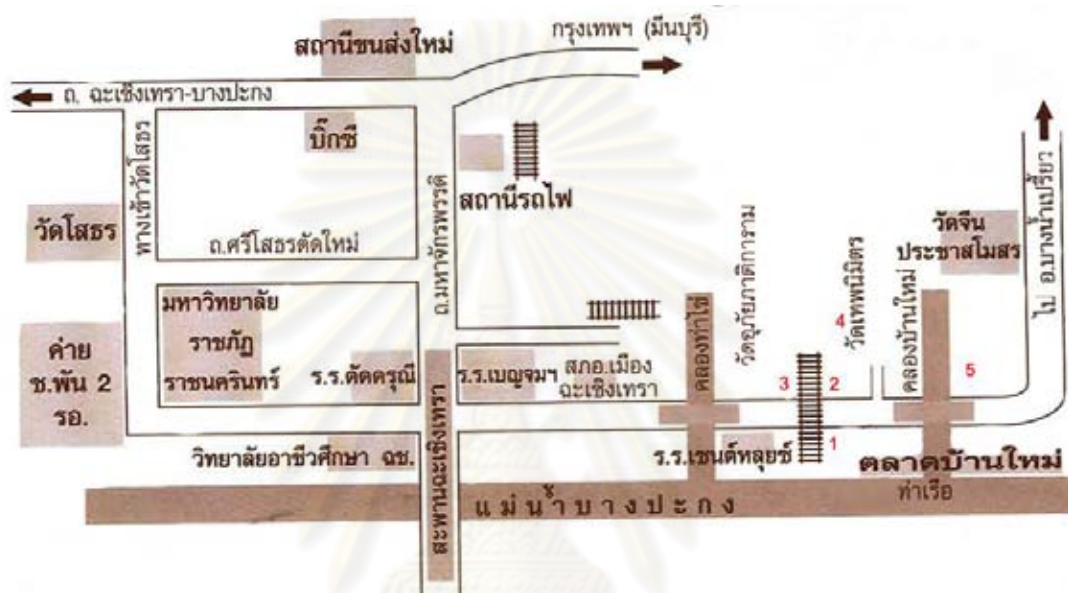 กรุงเทพฯ (มีนบุรี)
สถานีขนส่งใหม่
ถ. ฉะเชิงเทรา-บางปะกง
บิ๊กซี
ทางเข้าวัดโสธร
ถ.มหาจักรพรรดิ์
สถานีรถไฟ
วัดโสธร
ถ.ศรีโสธรตัดใหม่
วัดจีน
ประชาสโมสร
ไป อ.บางน้ำเปรี้ยว
มหาวิทยาลัย
ราชภัฏ
ราชนครินทร์
ค่าย
ช.พัน 2
รอ.
ร.ร.ดัดดรุณี
ร.ร.เบญจมฯ
สภอ.เมือง
ฉะเชิงเทรา
คลองท่าไข่
วัดอุภัยภาติการาม
4
วัดเทพนิมิตร
คลองบ้านใหม่
3
2
5
1
วิทยาลัยอาชีวศึกษา ฉช.
สะพานฉะเชิงเทรา
ร.ร.เซนต์หลุยซ์
ตลาดบ้านใหม่
ท่าเรือ
แม่น้ำบางปะกง